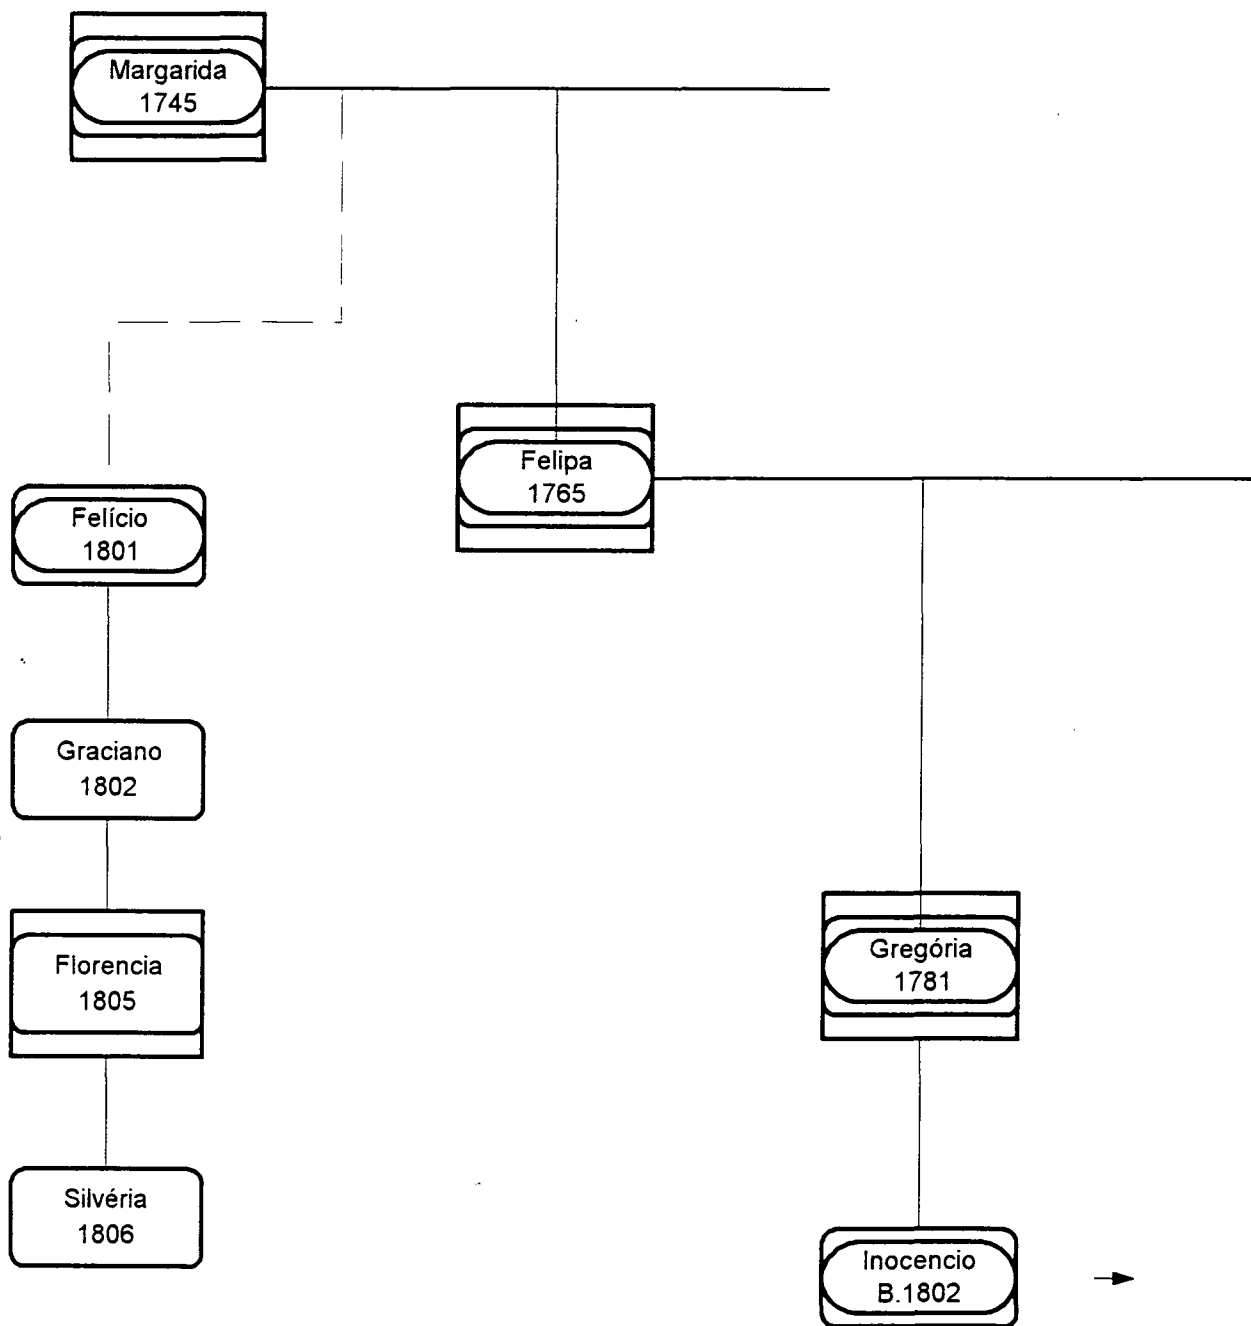 Margarida
1745
Felipa
1765
Felício
1801
Graciano
1802
Florencia
1805
Gregória
1781
Silvéria
1806
Inocencio
B.1802